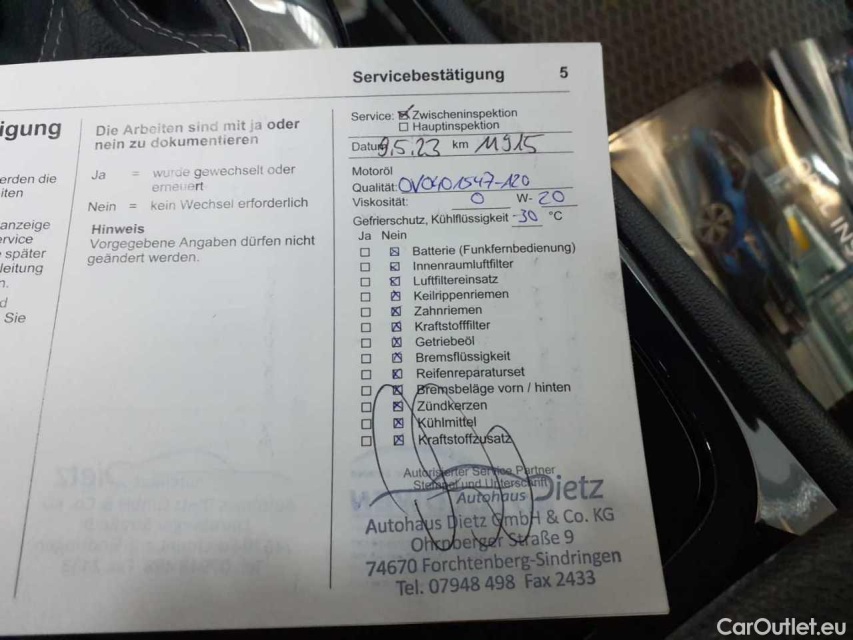 Servicebestätigung 5
igung
erden die
iten
anzeige
rvice
später
leitung
n.
d
Sie
Die Arbeiten sind mit ja oder
nein zu dokumentieren
Ja = wurde gewechselt oder
erneuert
Nein = kein Wechsel erforderlich
Hinweis
Vorgegebene Angaben dürfen nicht
geändert werden.
Service: Zwischeninspektion
Hauptinspektion
Datum 9.5.23 km 11915
Motoröl
Qualität: OV0401547-120
Viskosität: 0 W- 20
Gefrierschutz, Kühlflüssigkeit -30 °C
Ja Nein
Batterie (Funkfernbedienung)
Innenraumluftfilter
Luftfiltereinsatz
Keilrippenriemen
Zahnriemen
Kraftstofffilter
Getriebeöl
Bremsflüssigkeit
Reifenreparaturset
Bremsbeläge vorn / hinten
Zündkerzen
Kühlmittel
Kraftstoffzusatz
Autorisierter Service Partner
Stempel und Unterschrift
Autohaus Dietz
Autohaus Dietz GmbH & Co. KG
Ohrnberger Straße 9
74670 Forchtenberg-Sindringen
Tel. 07948 498 Fax 2433
CarOutlet.eu